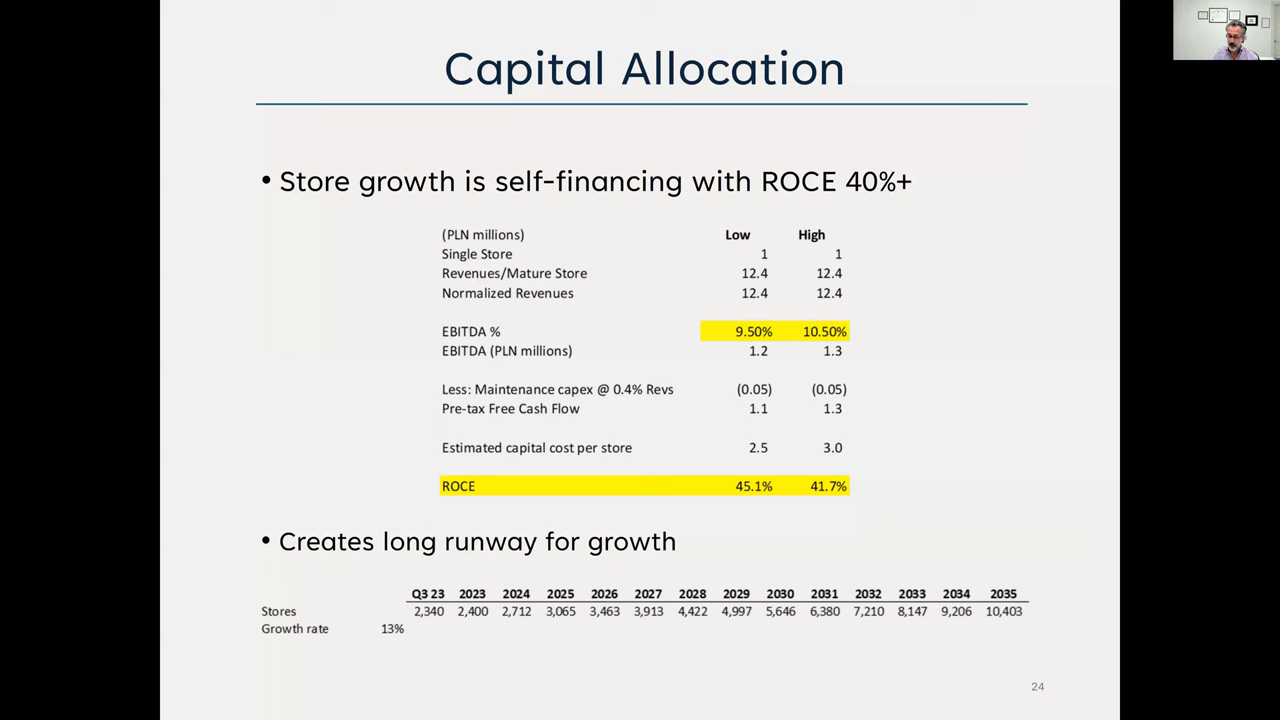 Capital Allocation
• Store growth is self-financing with ROCE 40%+
(PLN millions) Low High
Single Store 1 1
Revenues/Mature Store 12.4 12.4
Normalized Revenues 12.4 12.4
EBITDA % 9.50% 10.50%
EBITDA (PLN millions) 1.2 1.3
Less: Maintenance capex @ 0.4% Revs (0.05) (0.05)
Pre-tax Free Cash Flow 1.1 1.3
Estimated capital cost per store 2.5 3.0
ROCE 45.1% 41.7%
• Creates long runway for growth
Q3 23 2023 2024 2025 2026 2027 2028 2029 2030 2031 2032 2033 2034 2035
Stores 2,340 2,400 2,712 3,065 3,463 3,913 4,422 4,997 5,646 6,380 7,210 8,147 9,206 10,403
Growth rate 13%
24